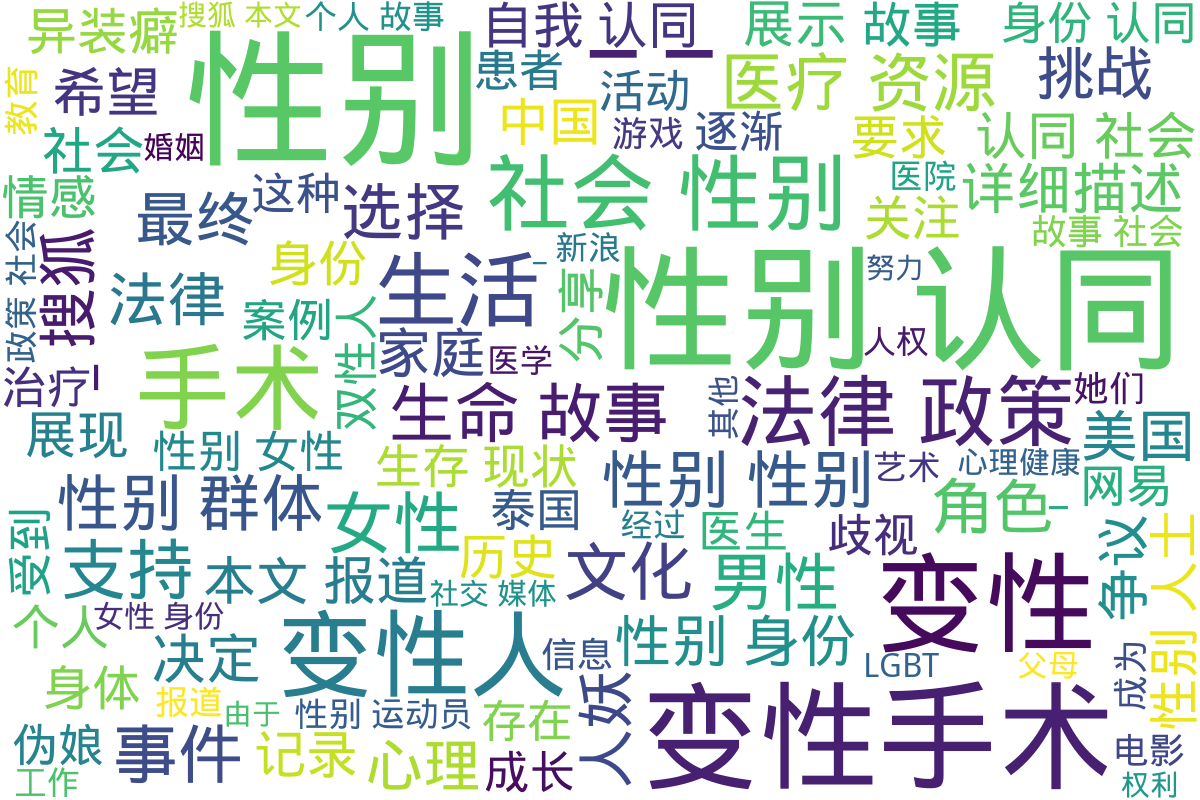 异装癖
搜狐 本文
个人 故事
自我 认同
展示 故事
身份 认同
性别
希望
患者
活动
医疗 资源
挑战
教育
中国
社会
婚姻
游戏
逐渐
要求
认同 社会
情感
最终
这种
选择
社会 性别
医院
详细描述
关注
故事 社会
政策 社会
搜狐
身份
生活
新浪
努力
性别认同
法律
案例
分享
人权
家庭
医学
治疗
手术
双性人
生命 故事
其他
法律 政策
她们
美国
展现
性别 女性
生存 现状
性别 性别
艺术
心理健康
网易
性别 群体
女性
泰国
经过
医生
歧视
角色
受到
支持
本文 报道
历史
社交 媒体
文化
男性
变性
争议
性别人士
个人
女性 身份
决定
变性人
信息
性别 身份
LGBT
父母
成为
身体
报道
由于
性别 运动员
存在
人妖
变性手术
伪娘
事件
记录
心理
成长
电影
工作
权利